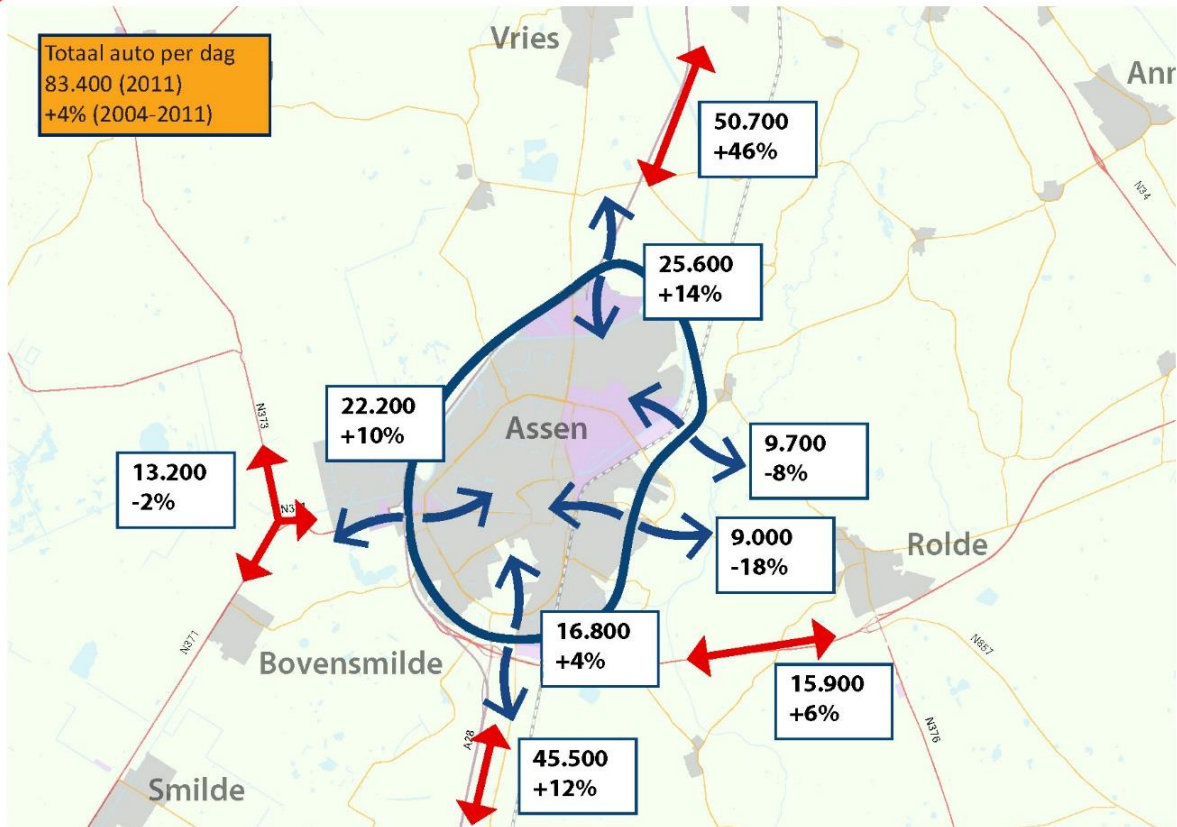 Totaal auto per dag
83.400 (2011)
+4% (2004-2011)
Vries
50.700
+46%
N34
25.600
+14%
22.200
+10%
Assen
N373
13.200
-2%
9.700
-8%
9.000
-18%
Rolde
N371
Bovensmilde
16.800
+4%
N857
15.900
+6%
N376
A28
45.500
+12%
Smilde